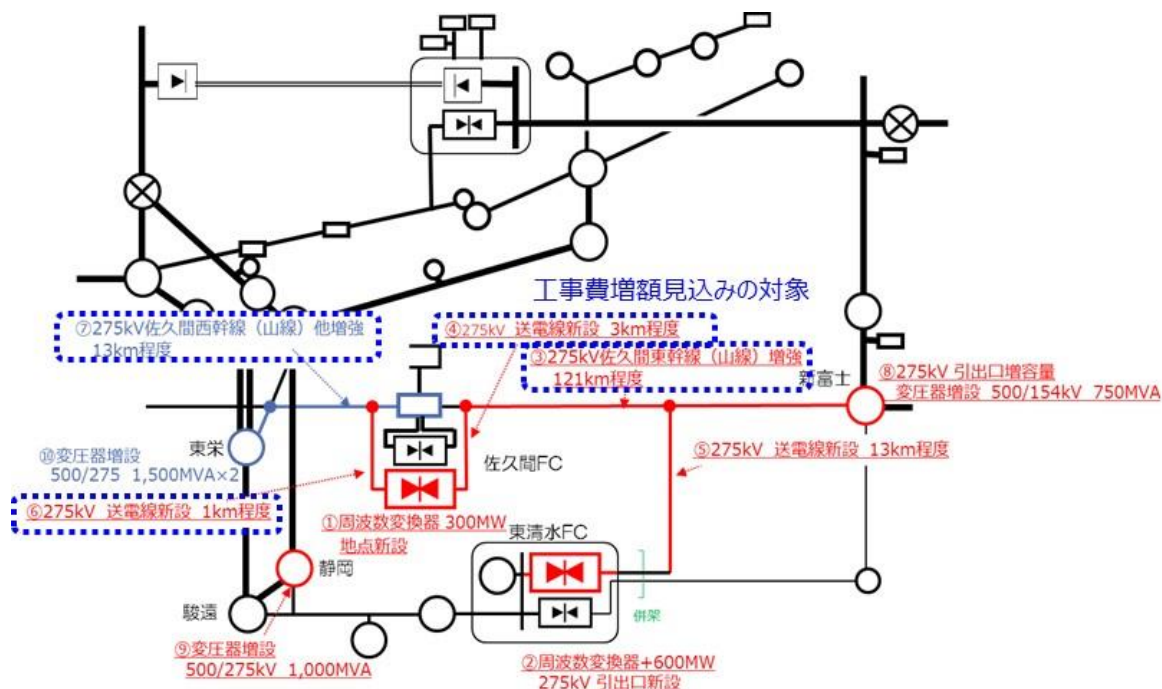 工事費増額見込みの対象
⑦275kV佐久間西幹線（山線）他増強
13km程度
④275kV 送電線新設 3km程度
③275kV佐久間東幹線（山線）増強
121km程度
新富士
⑧275kV 引出口増容量
変圧器増設 500/154kV 750MVA
東栄
⑩変圧器増設
500/275 1,500MVA×2
佐久間FC
⑤275kV 送電線新設 13km程度
⑥275kV 送電線新設 1km程度
①周波数変換器 300MW
地点新設
東清水FC
静岡
駿遠
併架
⑨変圧器増設
500/275kV 1,000MVA
②周波数変換器+600MW
275kV 引出口新設